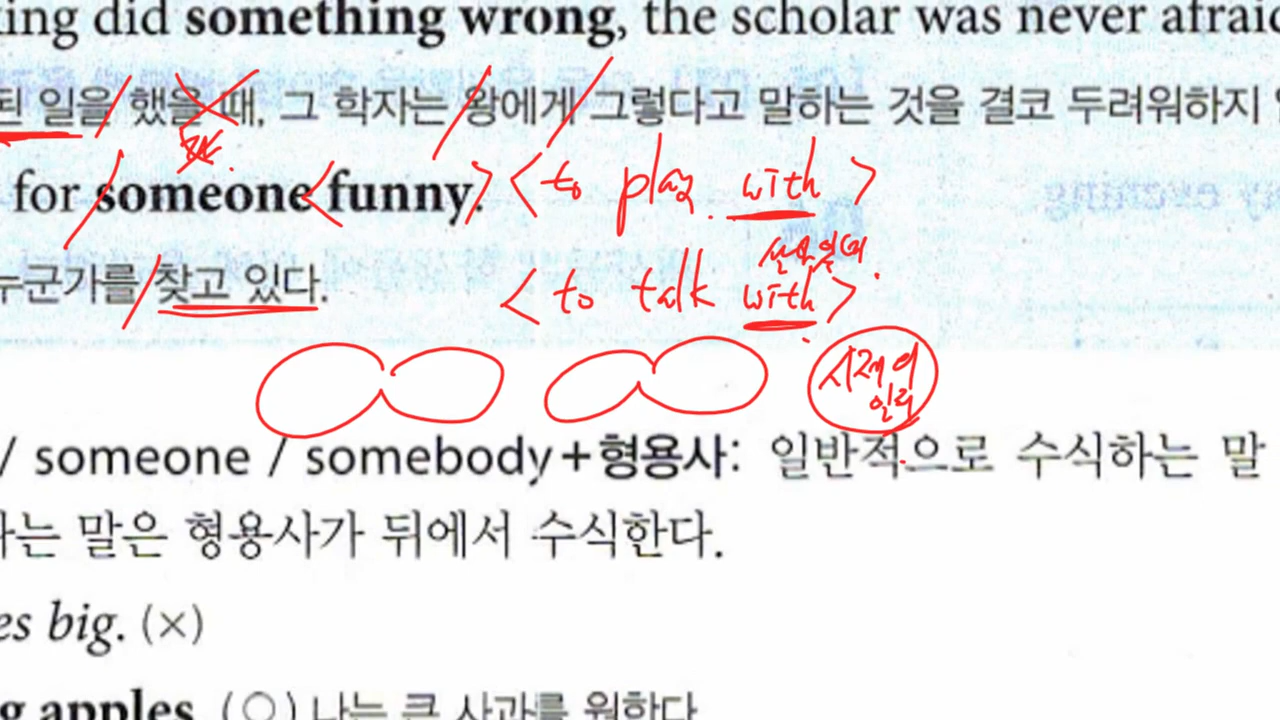 ing did something wrong, the scholar was never afraid
된 일을 했을 때, 그 학자는 왕에게 그렇다고 말하는 것을 결코 두려워하지
for someone funny. <to play with>
누군가를 찾고 있다.
<to talk with>
/ someone / somebody+형용사: 일반적으로 수식하는 말
하는 말은 형용사가 뒤에서 수식한다.
es big. (×)
g apples. (○) 나는 큰 사과를 원한다